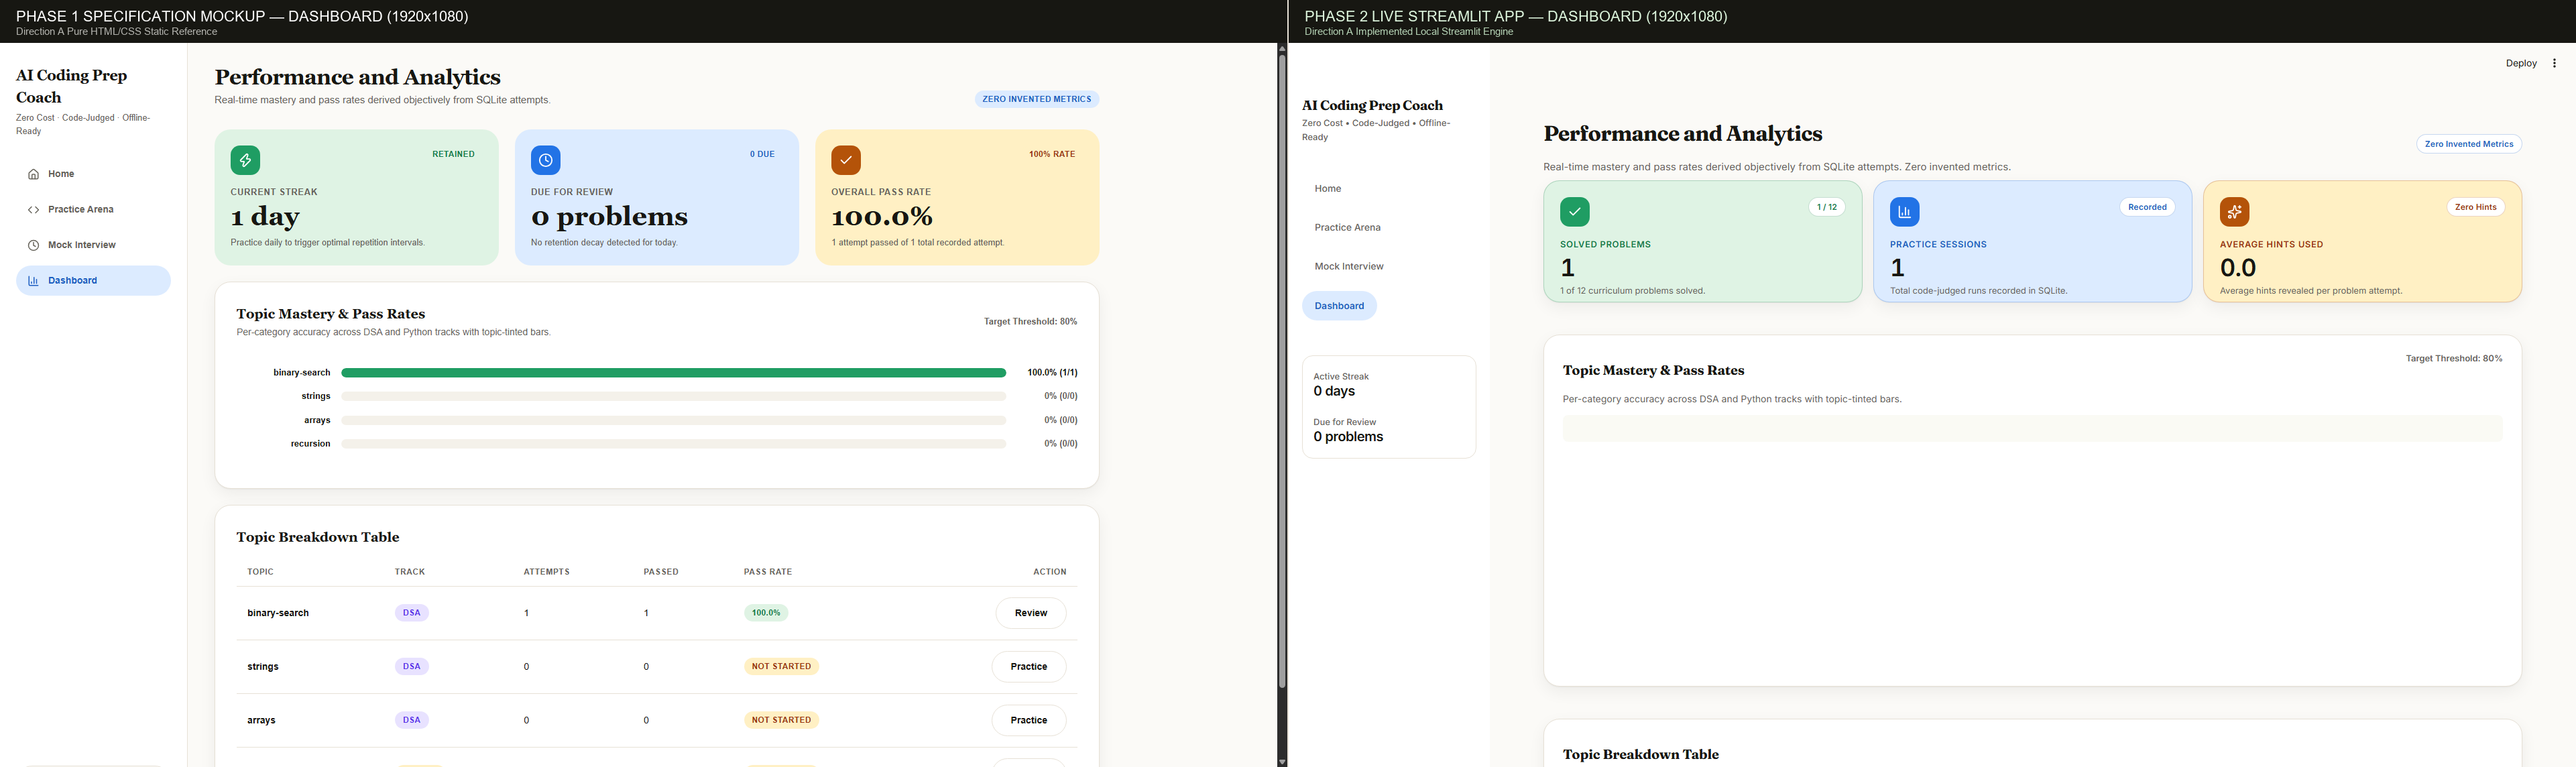 PHASE 1 SPECIFICATION MOCKUP — DASHBOARD (1920x1080)
Direction A Pure HTML/CSS Static Reference
AI Coding Prep
Coach
Zero Cost · Code-Judged · Offline-
Ready
Home
Practice Arena
Mock Interview
Dashboard
Performance and Analytics
Real-time mastery and pass rates derived objectively from SQLite attempts.
ZERO INVENTED METRICS
RETAINED
CURRENT STREAK
1 day
Practice daily to trigger optimal repetition intervals.
0 DUE
DUE FOR REVIEW
0 problems
No retention decay detected for today.
100% RATE
OVERALL PASS RATE
100.0%
1 attempt passed of 1 total recorded attempt.
Topic Mastery & Pass Rates
Per-category accuracy across DSA and Python tracks with topic-tinted bars.
Target Threshold: 80%
binary-search 100.0% (1/1)
strings 0% (0/0)
arrays 0% (0/0)
recursion 0% (0/0)
Topic Breakdown Table
TOPIC TRACK ATTEMPTS PASSED PASS RATE ACTION
binary-search DSA 1 1 100.0% Review
strings DSA 0 0 NOT STARTED Practice
arrays DSA 0 0 NOT STARTED Practice
PHASE 2 LIVE STREAMLIT APP — DASHBOARD (1920x1080)
Direction A Implemented Local Streamlit Engine
Deploy
AI Coding Prep Coach
Zero Cost • Code-Judged • Offline-
Ready
Home
Practice Arena
Mock Interview
Dashboard
Active Streak
0 days
Due for Review
0 problems
Performance and Analytics
Zero Invented Metrics
Real-time mastery and pass rates derived objectively from SQLite attempts. Zero invented metrics.
1 / 12
SOLVED PROBLEMS
1
1 of 12 curriculum problems solved.
Recorded
PRACTICE SESSIONS
1
Total code-judged runs recorded in SQLite.
Zero Hints
AVERAGE HINTS USED
0.0
Average hints revealed per problem attempt.
Target Threshold: 80%
Topic Mastery & Pass Rates
Per-category accuracy across DSA and Python tracks with topic-tinted bars.
Topic Breakdown Table